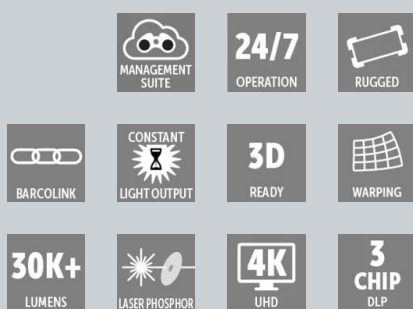 MANAGEMENT
SUITE
24/7
OPERATION
RUGGED
BARCOLINK
CONSTANT
LIGHT OUTPUT
3D
READY
WARPING
30K+
LUMENS
LASER PHOSPHOR
4K
UHD
3
CHIP
DLP